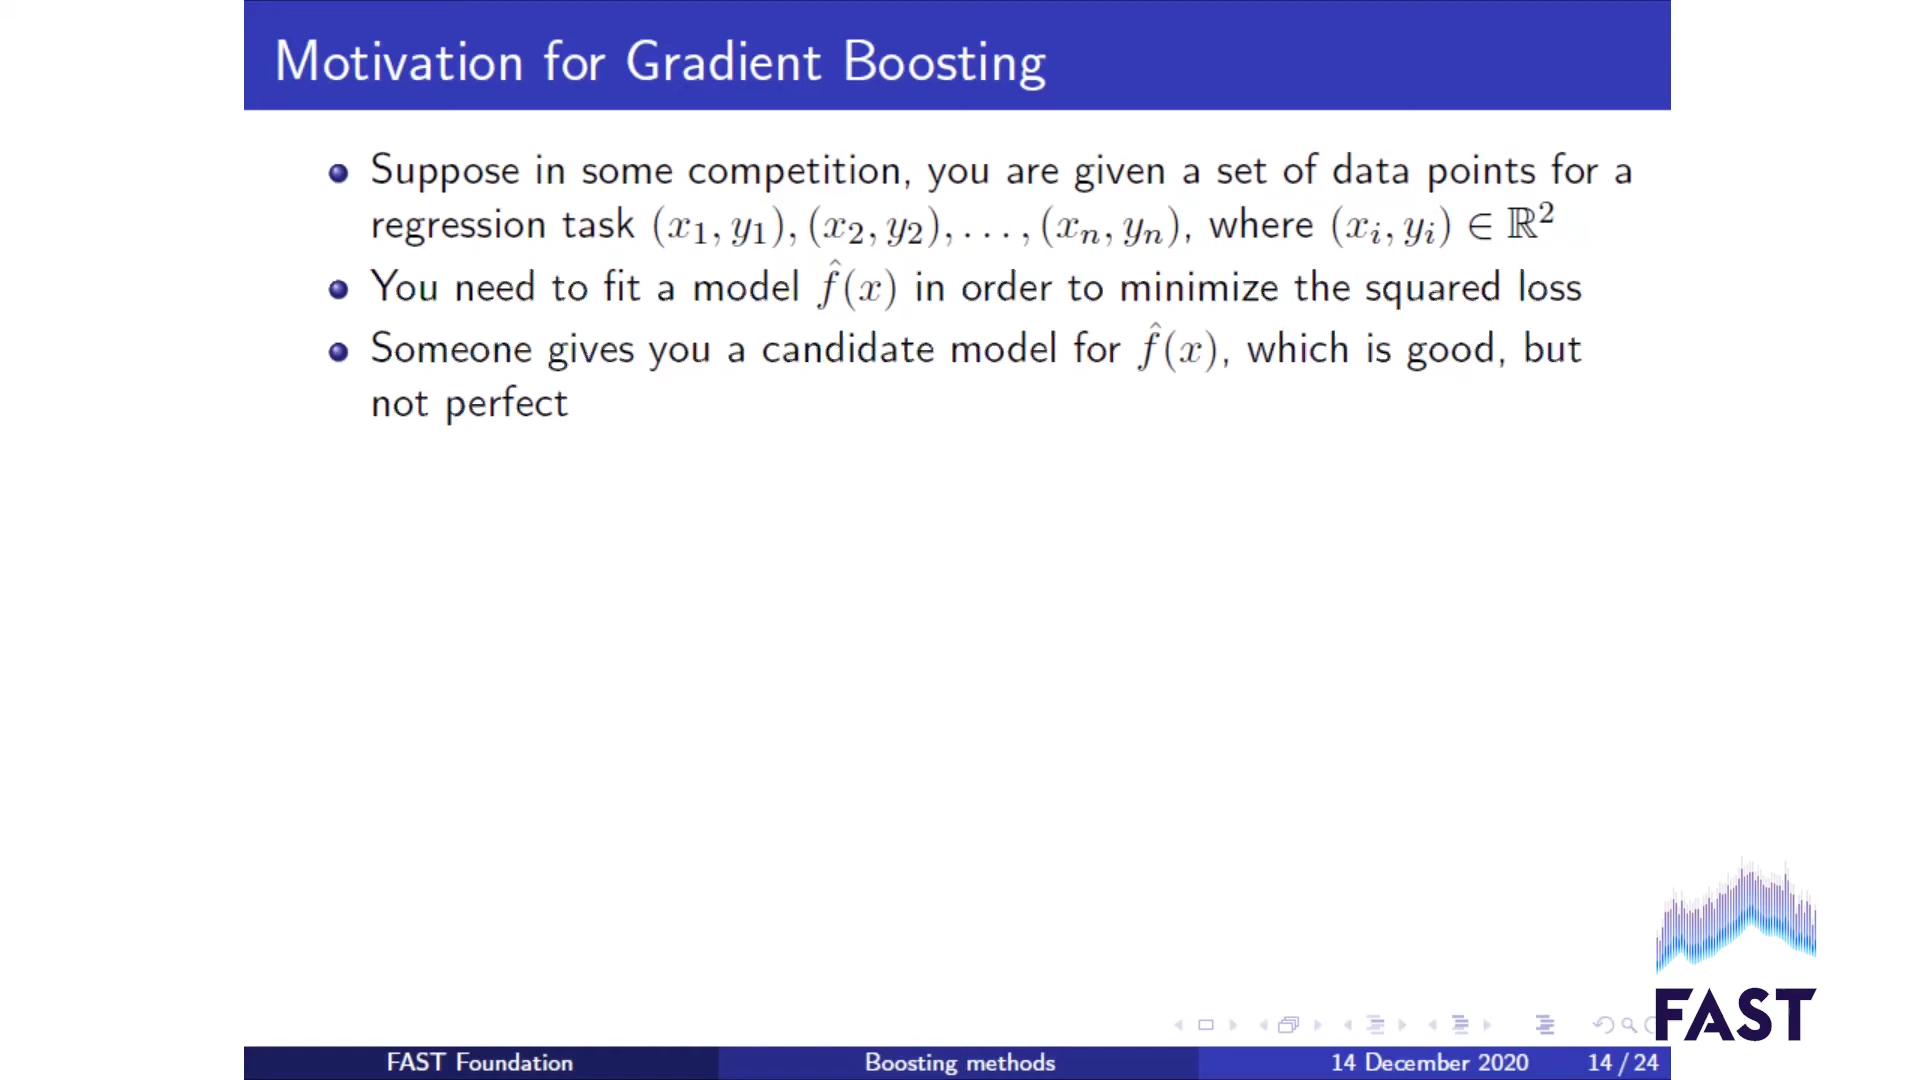 Motivation for Gradient Boosting
Suppose in some competition, you are given a set of data points for a
regression task (x₁, y₁), (x₂, y₂), . . . , (xₙ, yₙ), where (xᵢ, yᵢ) ∈ ℝ²
You need to fit a model f̂(x) in order to minimize the squared loss
Someone gives you a candidate model for f̂(x), which is good, but
not perfect
FAST
FAST Foundation
Boosting methods
14 December 2020
14 / 24